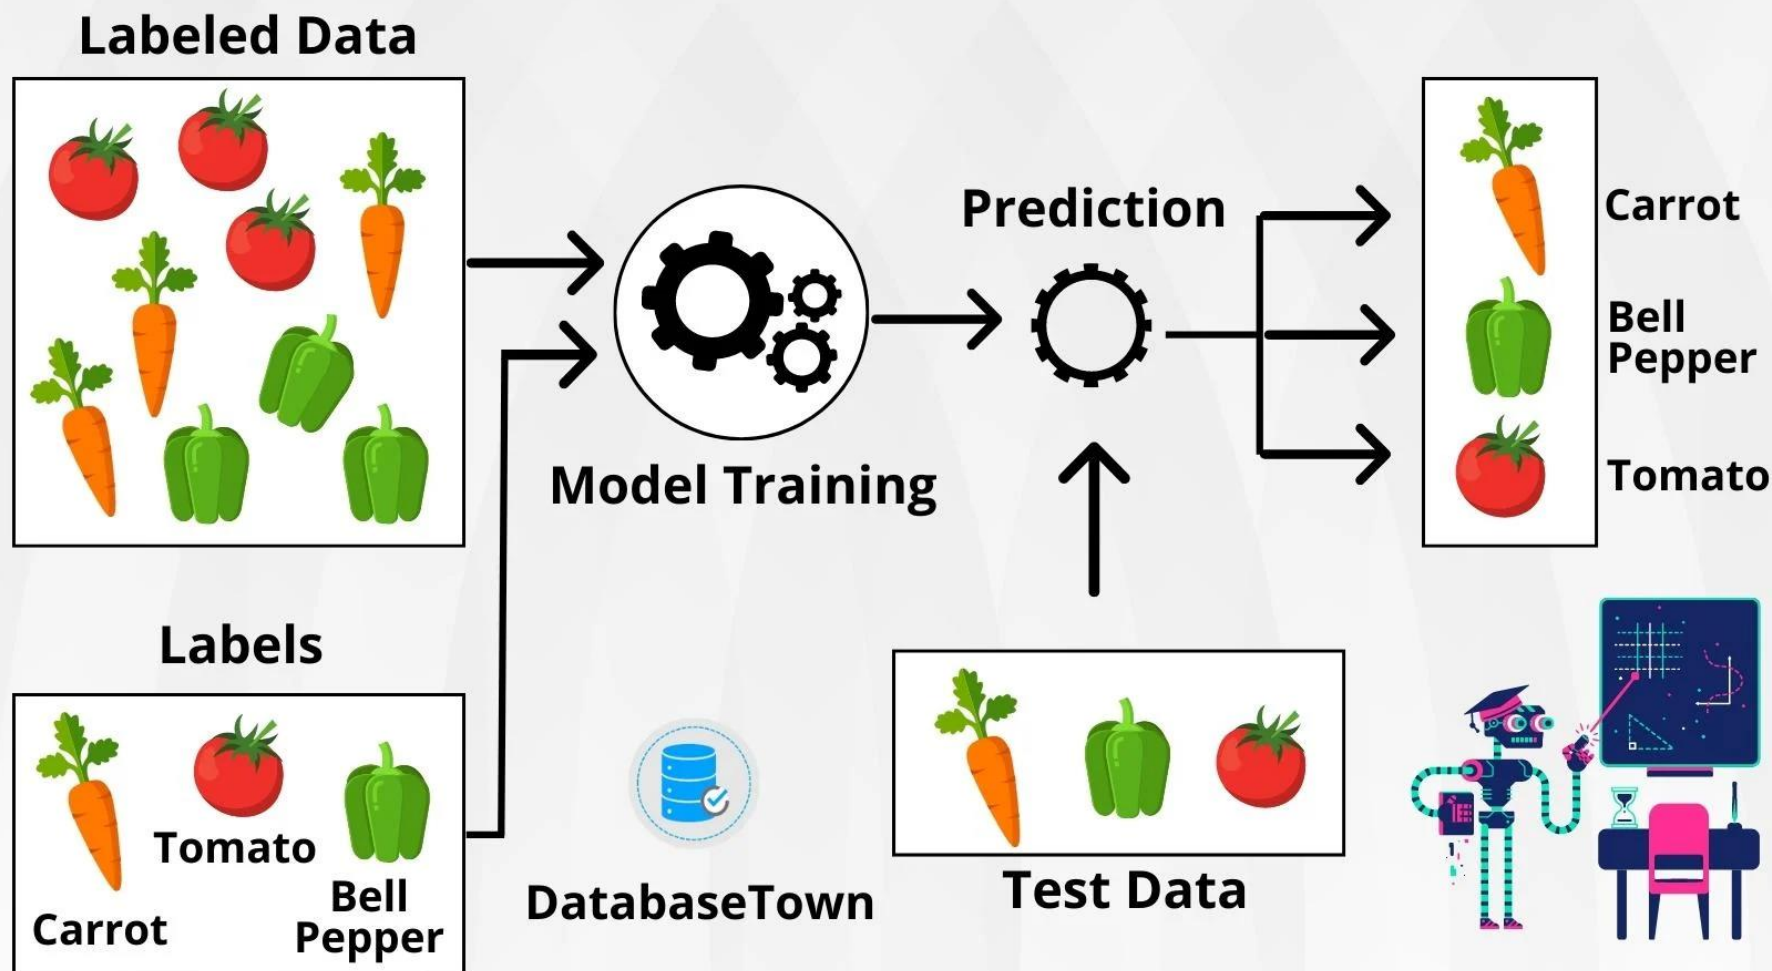 Labeled Data
Prediction
Carrot
Bell
Pepper
Tomato
Model Training
Labels
Tomato
Bell
Pepper
Carrot
DatabaseTown
Test Data